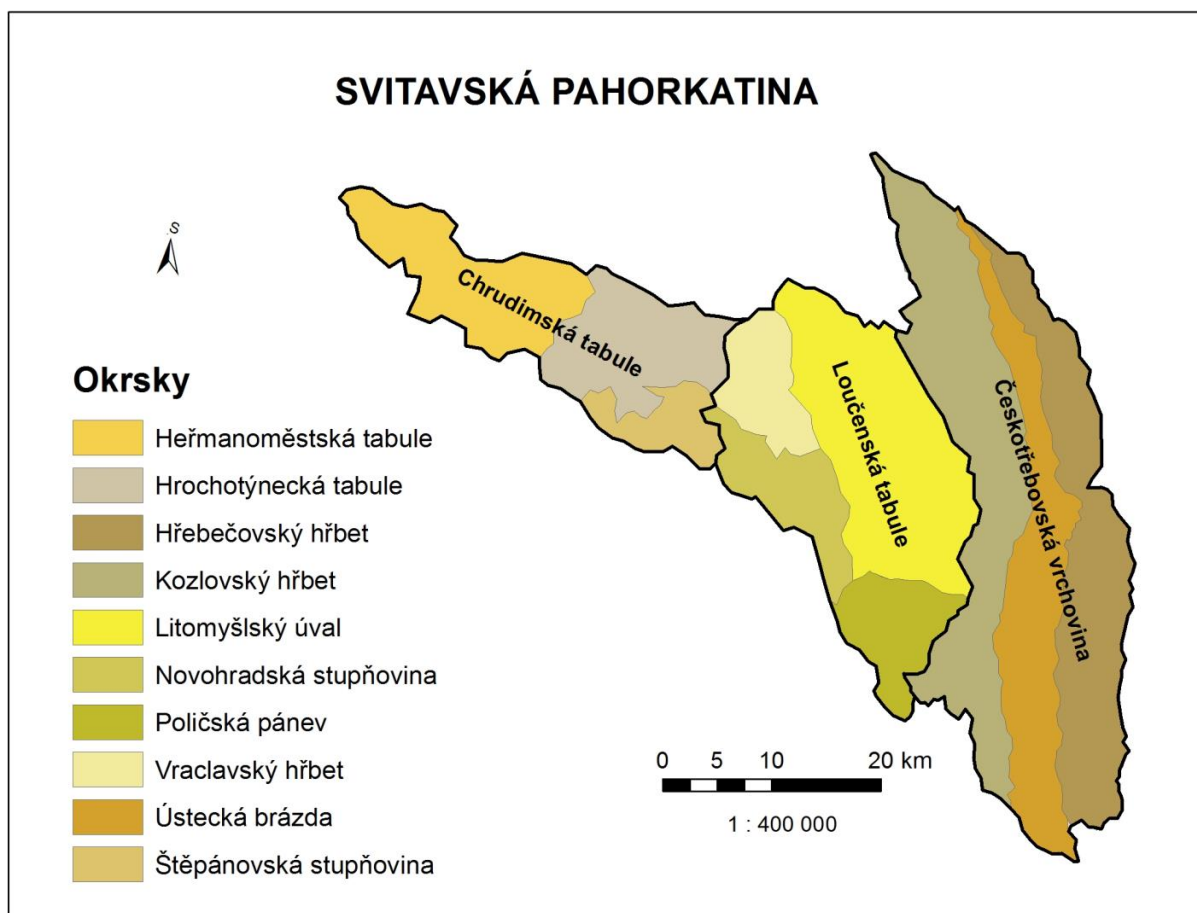 SVITAVSKÁ PAHORKATINA
S
Chrudimská tabule
Loučenská tabule
Českotřebovská vrchovina
Okrsky
Heřmanoměstská tabule
Hrochotýnecká tabule
Hřebečovský hřbet
Kozlovský hřbet
Litomyšlský úval
Novohradská stupňovina
Poličská pánev
Vraclavský hřbet
Ústecká brázda
Štěpánovská stupňovina
0 5 10 20 km
1 : 400 000